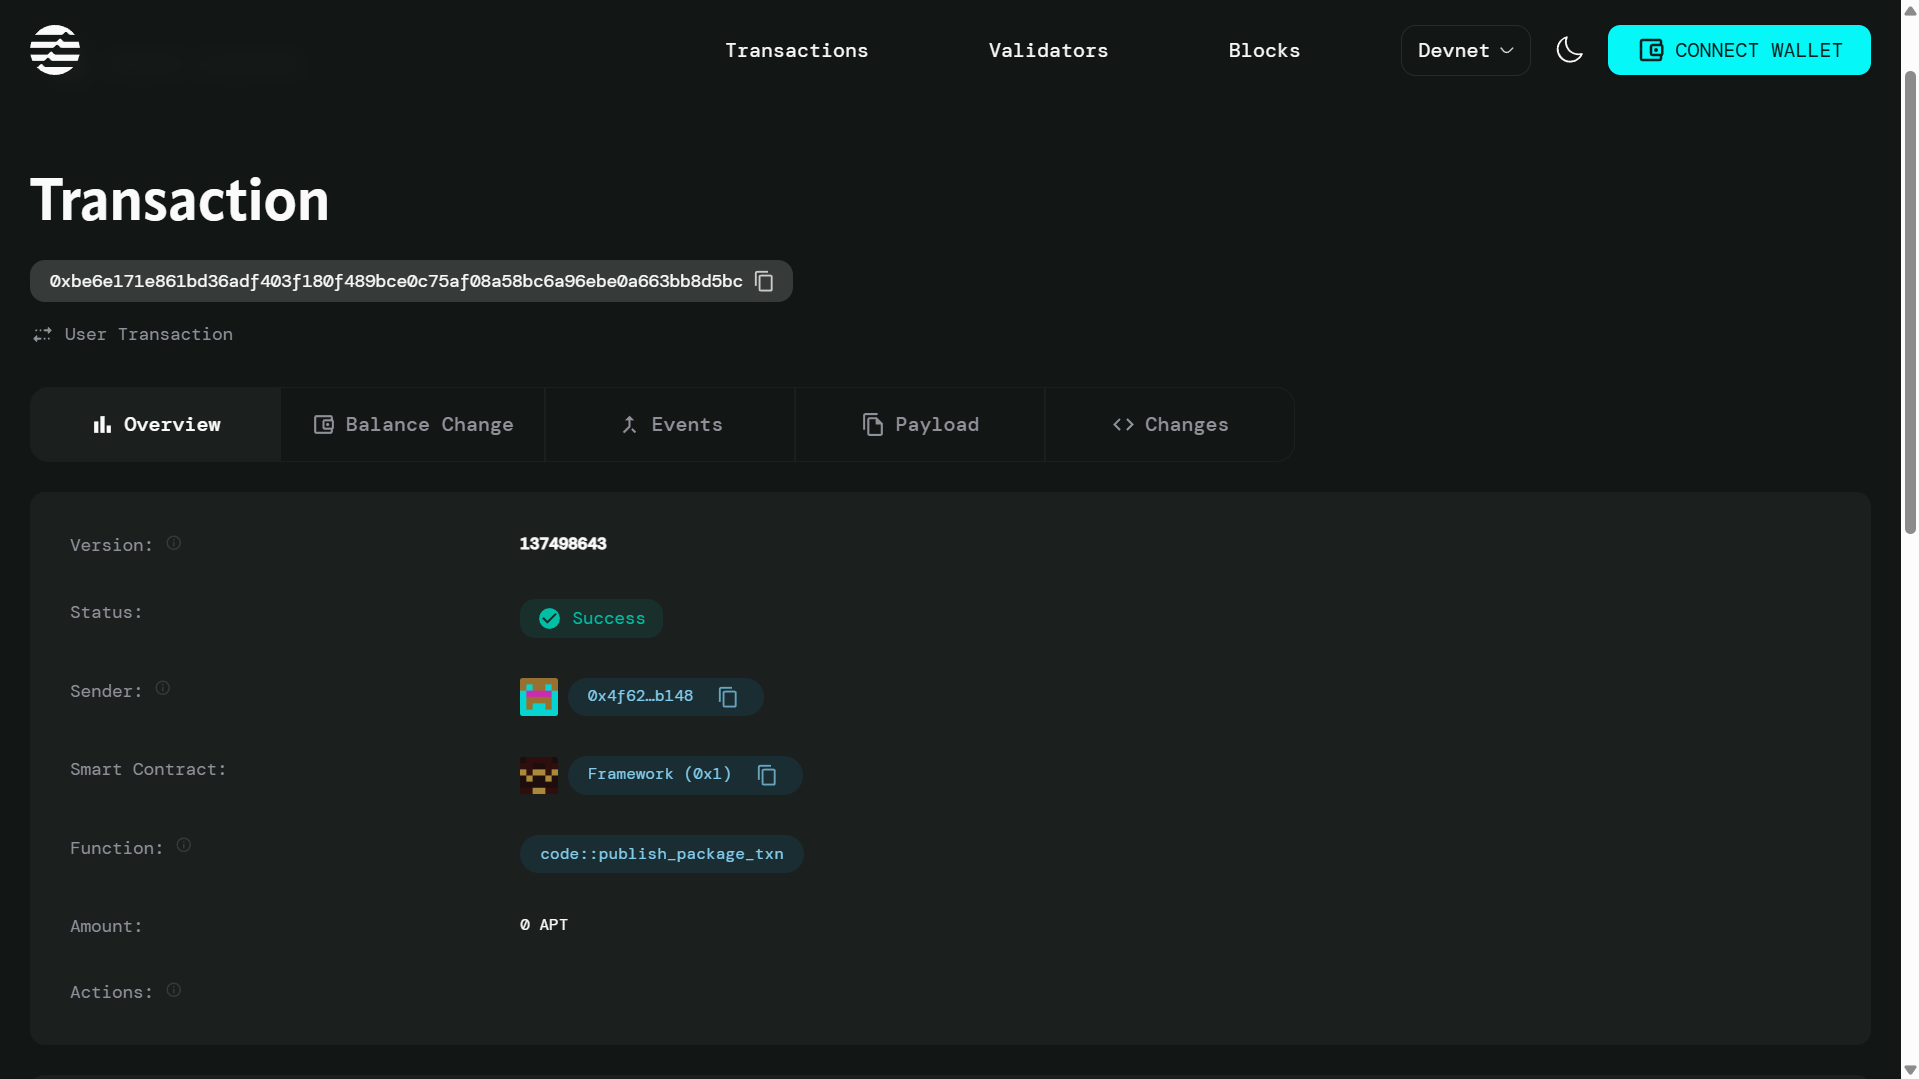 Transactions
Validators
Blocks
Devnet
CONNECT WALLET
Transaction
0xbe6e171e861bd36adf403f180f489bce0c75af08a58bc6a96ebe0a663bb8d5bc
User Transaction
Overview
Balance Change
Events
Payload
Changes
Version:
137498643
Status:
Success
Sender:
0x4f62…b148
Smart Contract:
Framework (0x1)
Function:
code::publish_package_txn
Amount:
0 APT
Actions: